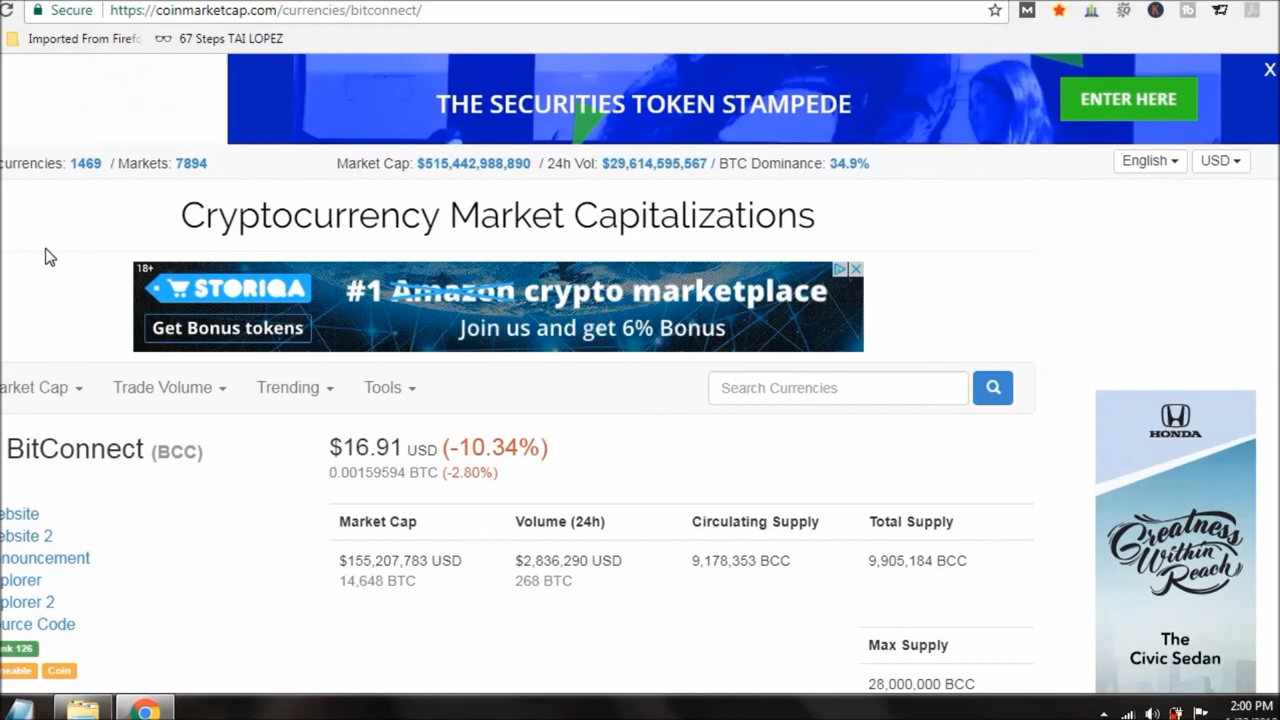 Secure
https://coinmarketcap.com/currencies/bitconnect/
Imported From Firefo
67 Steps TAI LOPEZ
X
THE SECURITIES TOKEN STAMPEDE
ENTER HERE
currencies: 1469 / Markets: 7894
Market Cap: $515,442,988,890 / 24h Vol: $29,614,595,567 / BTC Dominance: 34.9%
English
USD
Cryptocurrency Market Capitalizations
18+
STORIQA
#1 Amazon crypto marketplace
Get Bonus tokens
Join us and get 6% Bonus
arket Cap
Trade Volume
Trending
Tools
Search Currencies
BitConnect (BCC)
$16.91 USD (-10.34%)
0.00159594 BTC (-2.80%)
Market Cap
Volume (24h)
Circulating Supply
Total Supply
$155,207,783 USD
$2,836,290 USD
9,178,353 BCC
9,905,184 BCC
14,648 BTC
268 BTC
ebsite
ebsite 2
nnouncement
plorer
plorer 2
urce Code
nk 126
neable
Coin
Max Supply
28,000,000 BCC
HONDA
Greatness
Within
Reach
The
Civic Sedan
2:00 PM